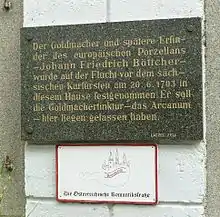 Der Goldmacher und spätere Erfin
der des europäischen Porzellans
–Johann Friedrich Böttcher–
wurde auf der Flucht vor dem säch-
sischen Kurfürsten am 20. 6. 1703 in
diesem Hause festgenommen. Er soll
die Goldmachertinktur – das Arcanum
– hier liegen gelassen haben.
Die Österreichische Romantikstraße